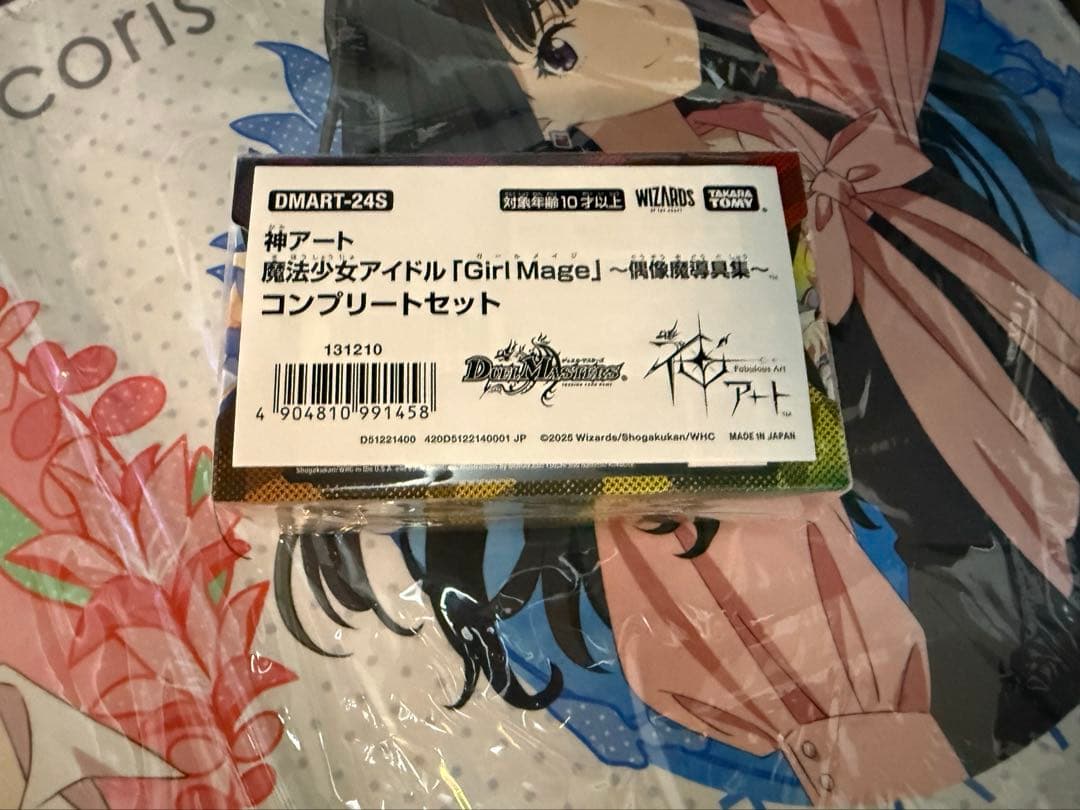 coris
DMART-24S
対象年齢10才以上
WIZARDS
TAKARA TOMY
神アート
魔法少女アイドル「Girl Mage」~偶像魔導具集~™
コンプリートセット
131210
4 904810 991458
DUEL MASTERS
神アート
Fabulous Art
D51221400 420D5122140001 JP ©2025 Wizards/Shogakukan/WHC MADE IN JAPAN